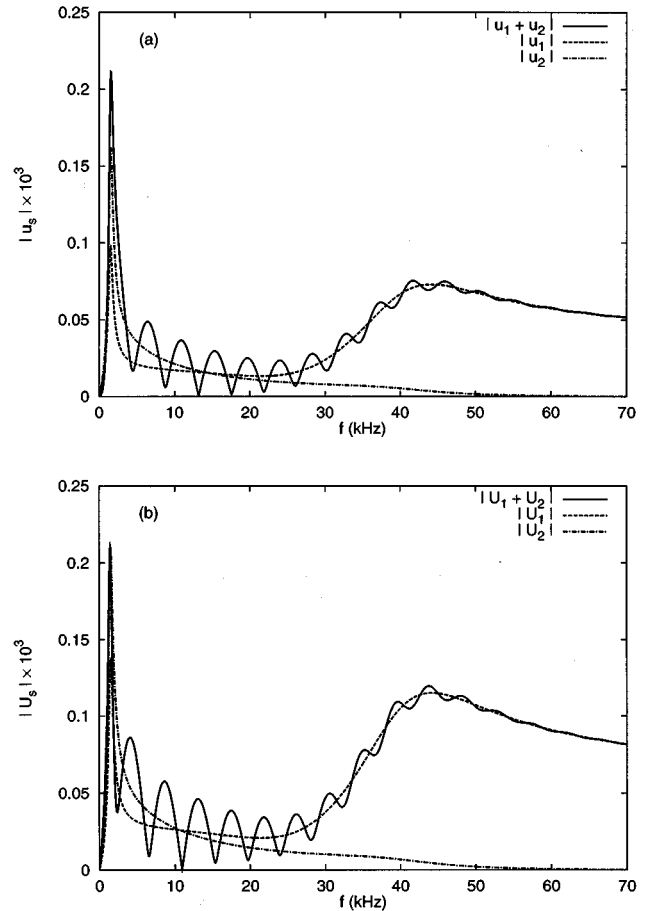 (a)
| u₁ + u₂ |
| u₁ |
| u₂ |
0.25
0.2
0.15
0.1
0.05
0
| uₛ | × 10³
0 10 20 30 40 50 60 70
f (kHz)
(b)
| U₁ + U₂ |
| U₁ |
| U₂ |
0.25
0.2
0.15
0.1
0.05
0
| Uₛ | × 10³
0 10 20 30 40 50 60 70
f (kHz)